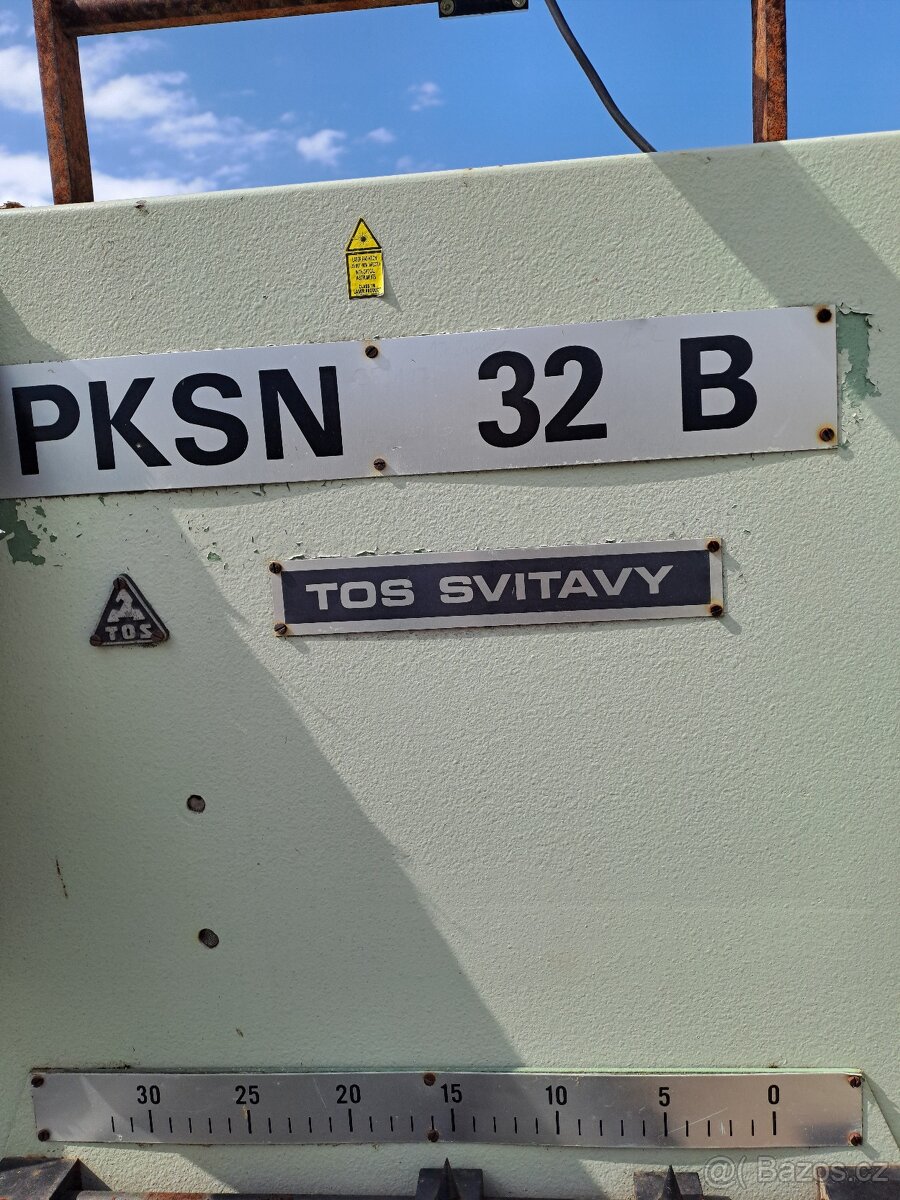 PKSN 32 B
TOS SVITAVY
TOS
30 25 20 15 10 5 0
@( Bazos.cz